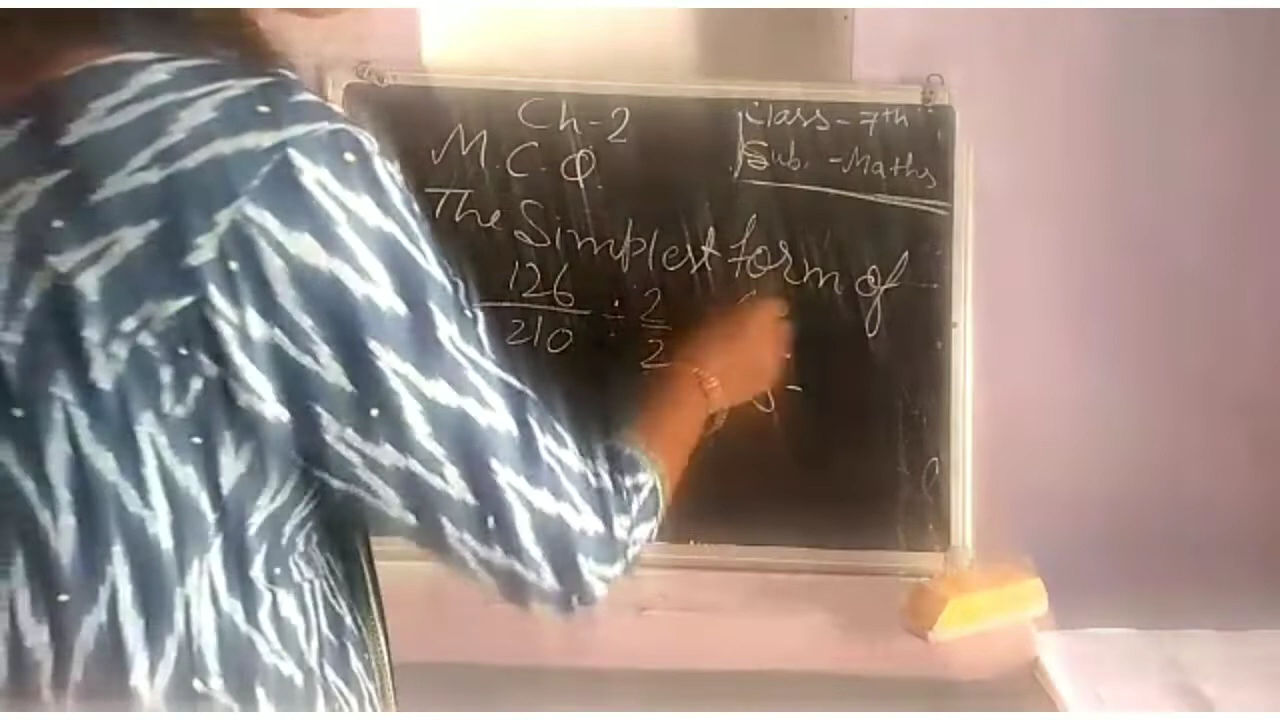 Ch-2
Class-7th
Sub.-Maths
M.C.Q.
The Simplest form of
126/210 ÷ 2/2